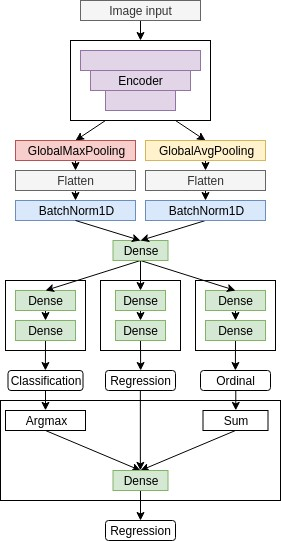 Image input
Encoder
GlobalMaxPooling GlobalAvgPooling
Flatten Flatten
BatchNorm1D BatchNorm1D
Dense
Dense Dense Dense
Dense Dense Dense
Classification Regression Ordinal
Argmax Sum
Dense
Regression